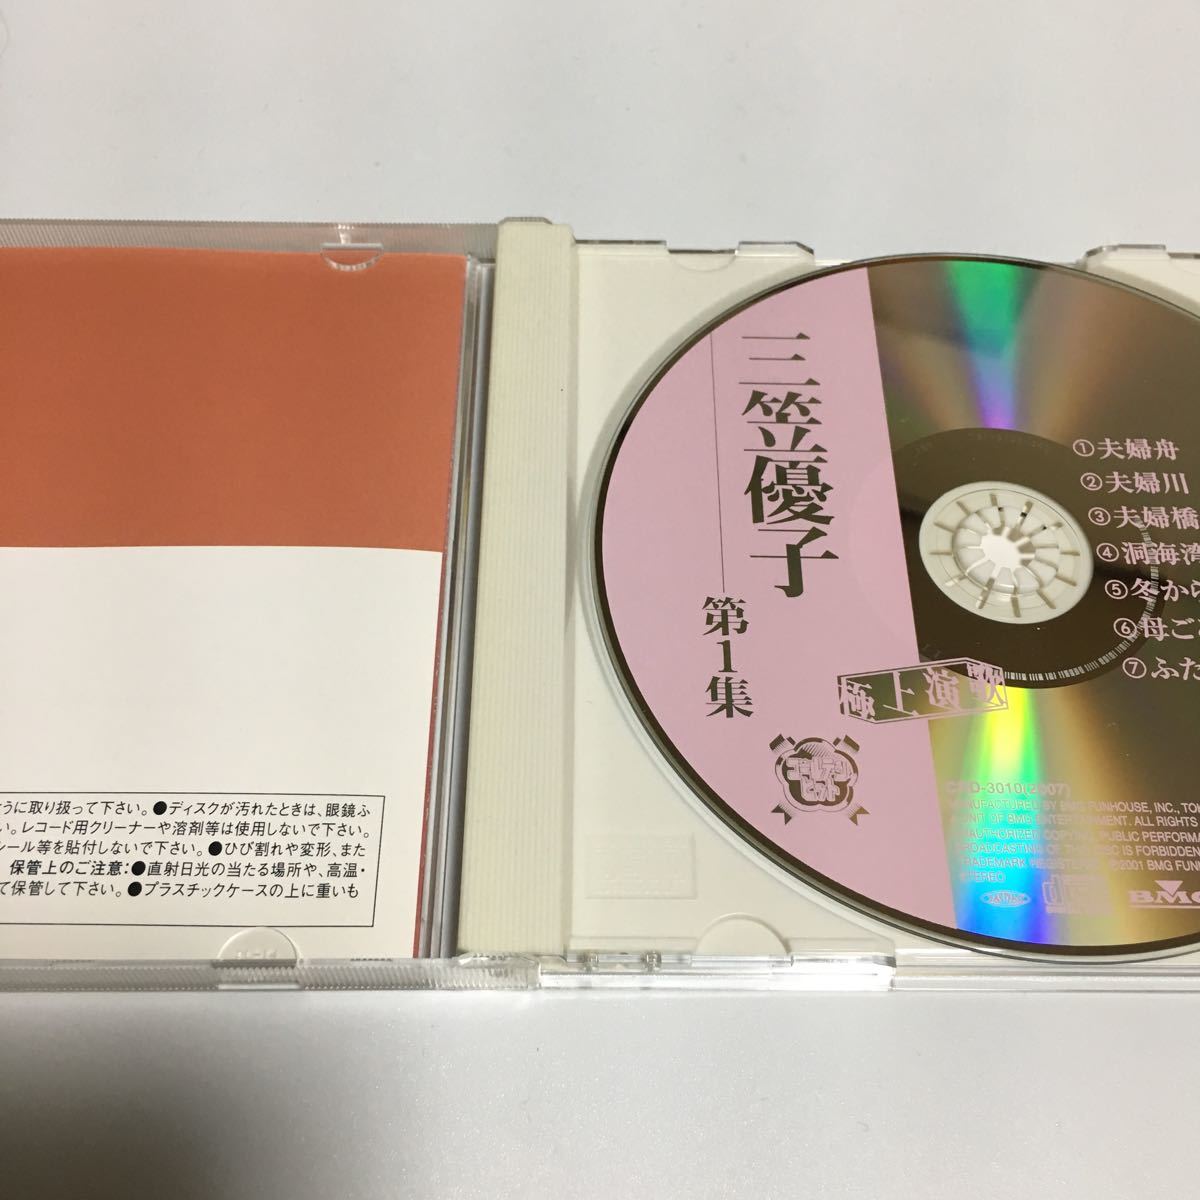 うに取り扱って下さい。●ディスクが汚れたときは、眼鏡ふ
い。レコード用クリーナーや溶剤等は使用しないで下さい。
シール等を貼付しないで下さい。●ひび割れや変形、また
保管上のご注意:●直射日光の当たる場所や、高温・
て保管して下さい。●プラスチックケースの上に重いも
三笠優子
第1集
極上演歌
ゴールデン
ヒット
①夫婦舟
②夫婦川
③夫婦橋
④洞海湾
⑤冬から
⑥母ご
⑦ふた
-3010(2007)
MANUFACTURED BY BMG FUNHOUSE, INC., TO
A UNIT OF BMG ENTERTAINMENT. ALL RIGHTS
UNAUTHORIZED COPYING, PUBLIC PERFORMA
BROADCASTING OF THIS DISC IS FORBIDDEN
TRADEMARK REGISTERED. ℗2001 BMG FUN
STEREO
BMG